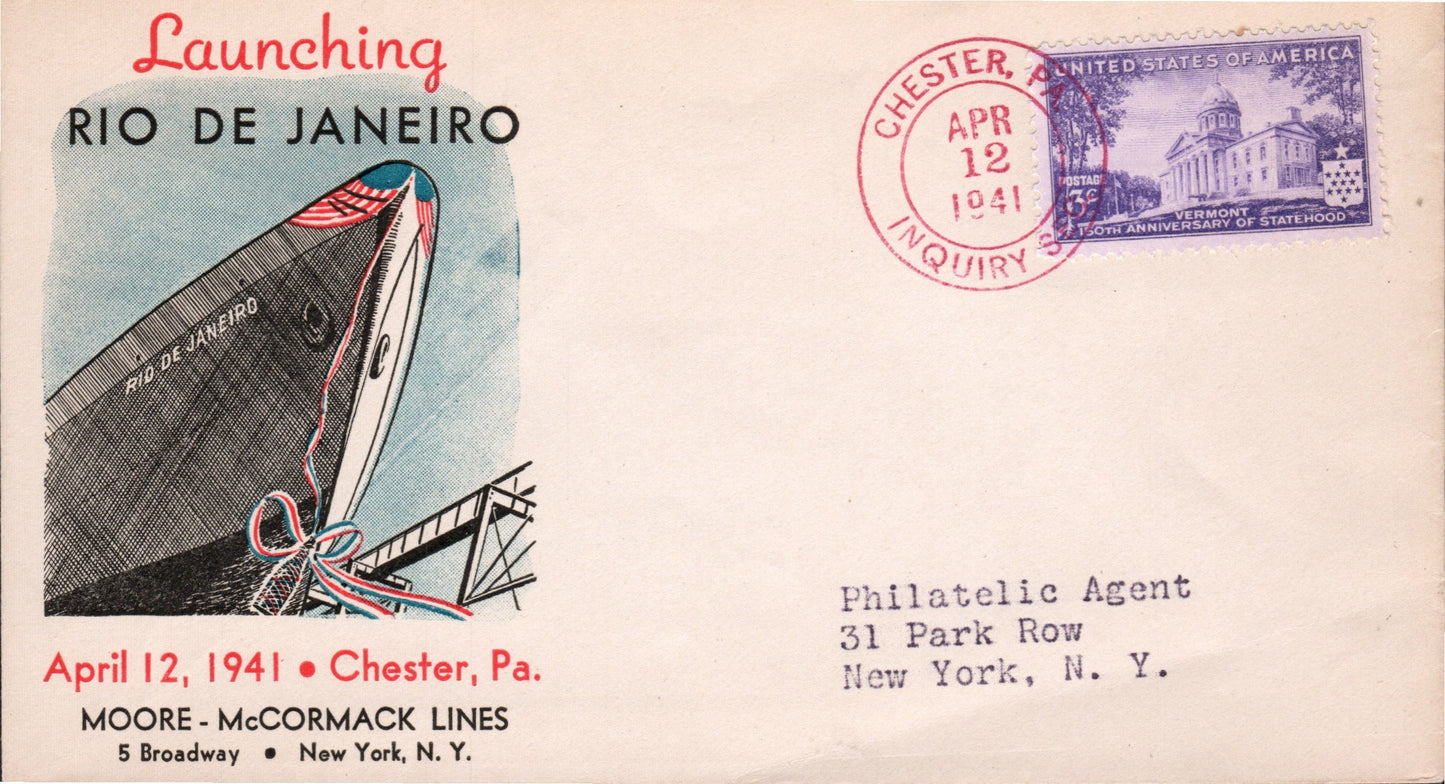 Launching
RIO DE JANEIRO
RIO DE JANEIRO
April 12, 1941 • Chester, Pa.
MOORE - McCORMACK LINES
5 Broadway • New York, N. Y.
CHESTER, PA
APR
12
1941
INQUIRY
UNITED STATES OF AMERICA
POSTAGE
3¢
VERMONT
150TH ANNIVERSARY OF STATEHOOD
Philatelic Agent
31 Park Row
New York, N. Y.